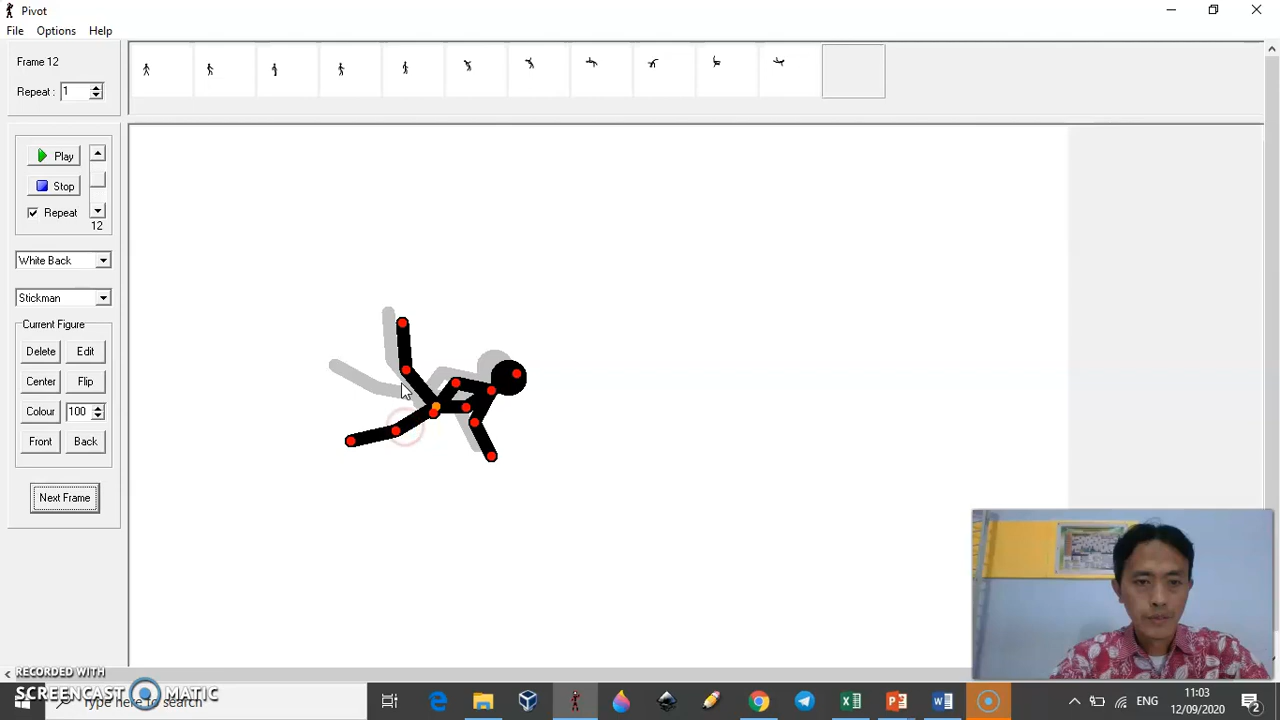 Pivot
File Options Help
Frame 12
Repeat : 1
Play
Stop
Repeat
12
White Back
Stickman
Current Figure
Delete Edit
Center Flip
Colour 100
Front Back
Next Frame
RECORDED WITH
SCREENCAST MATIC
Type here to search
ENG
11:03
12/09/2020
2